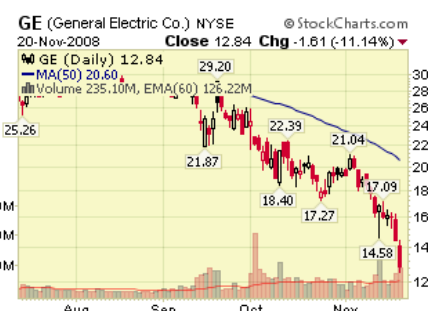 GE (General Electric Co.) NYSE © StockCharts.com
20-Nov-2008 Close 12.84 Chg -1.61 (-11.14%)
GE (Daily) 12.84
MA(50) 20.60
Volume 235.10M, EMA(60) 126.22M
29.20
30
28
26
25.26
24
22.39
22
21.87
21.04
20
18.40
18
17.27
17.09
16
14.58
14
12
0M
0M
0M
Aug Sep Oct Nov